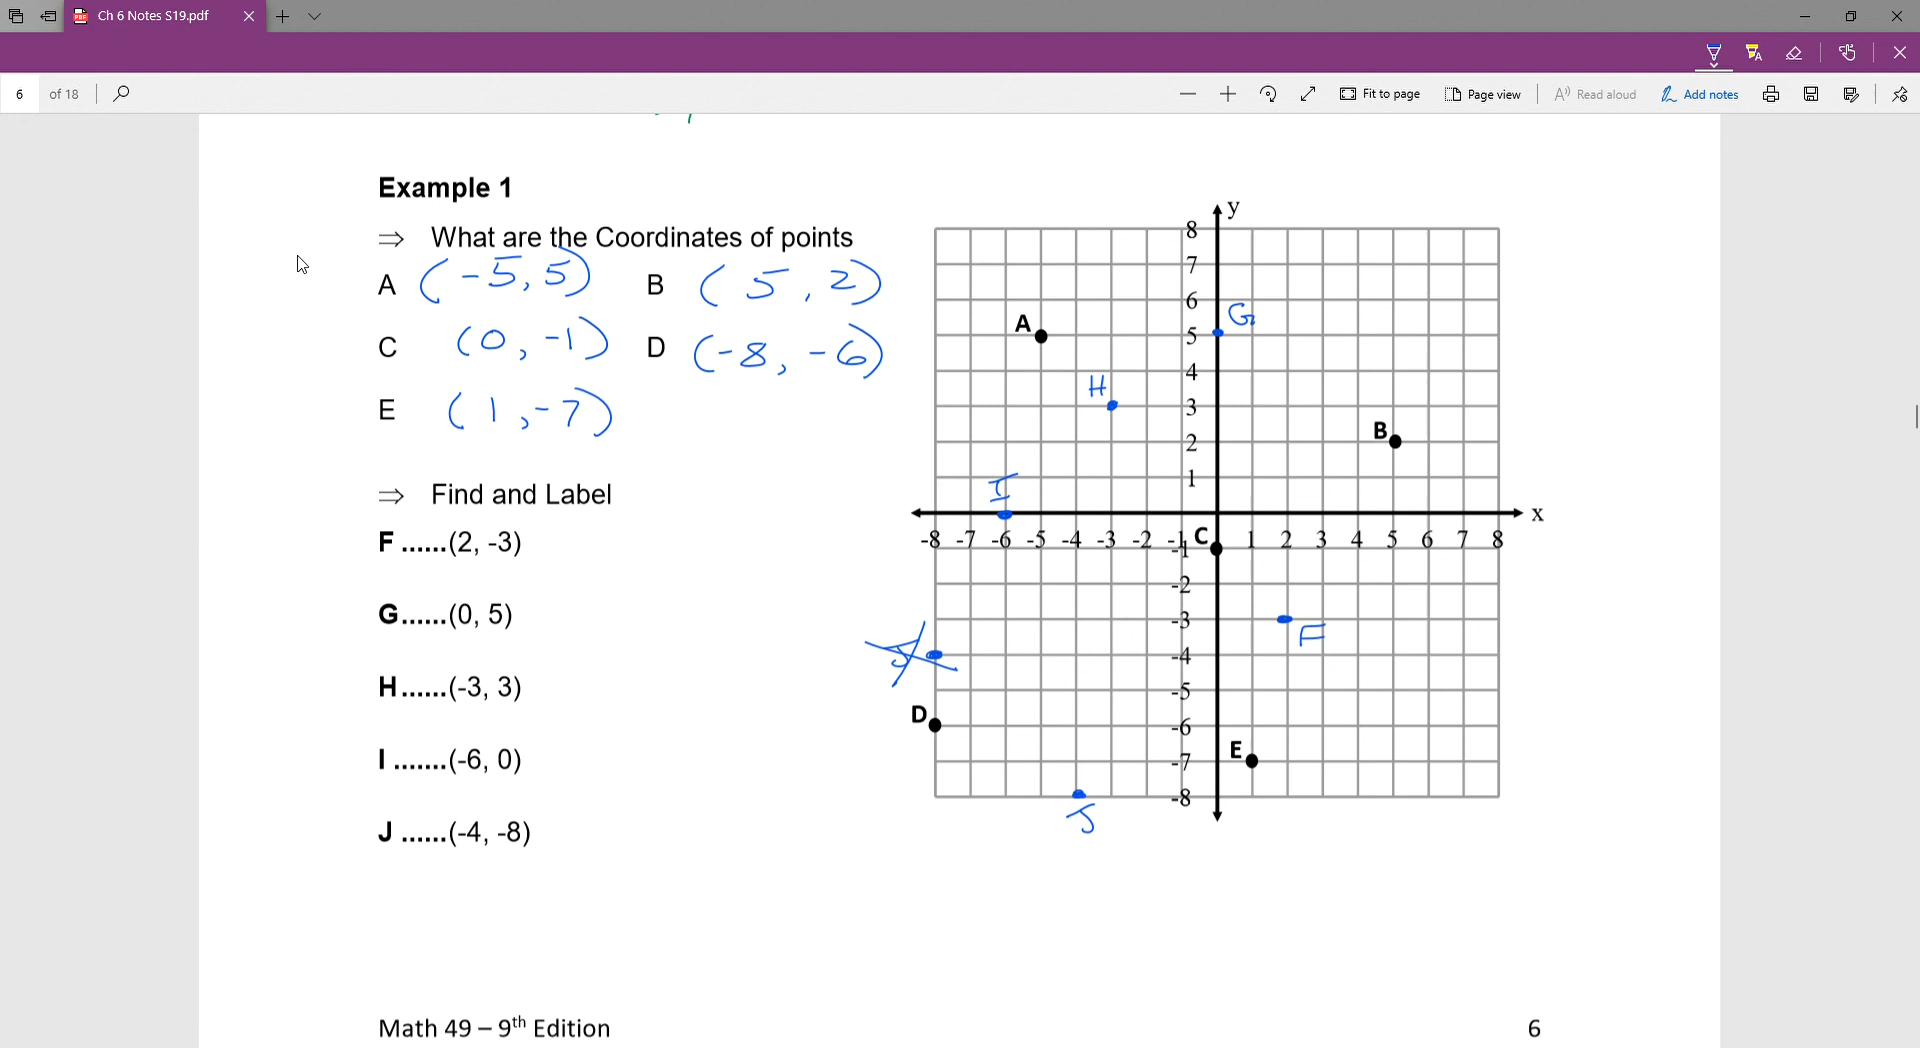 Ch 6 Notes S19.pdf
6 of 18
Fit to page Page view Read aloud Add notes
Example 1
⇒ What are the Coordinates of points
A (-5, 5) B (5, 2)
C (0, -1) D (-8, -6)
E (1, -7)
⇒ Find and Label
F ......(2, -3)
G......(0, 5)
H......(-3, 3)
I .......(-6, 0)
J ......(-4, -8)
y
8
7
6
G
A
5
4
H
3
B
2
I
1
x
-8 -7 -6 -5 -4 -3 -2 -1 C 1 2 3 4 5 6 7 8
-1
-2
-3
F
-4
-5
D
-6
E
-7
-8
J
Math 49 – 9th Edition
6